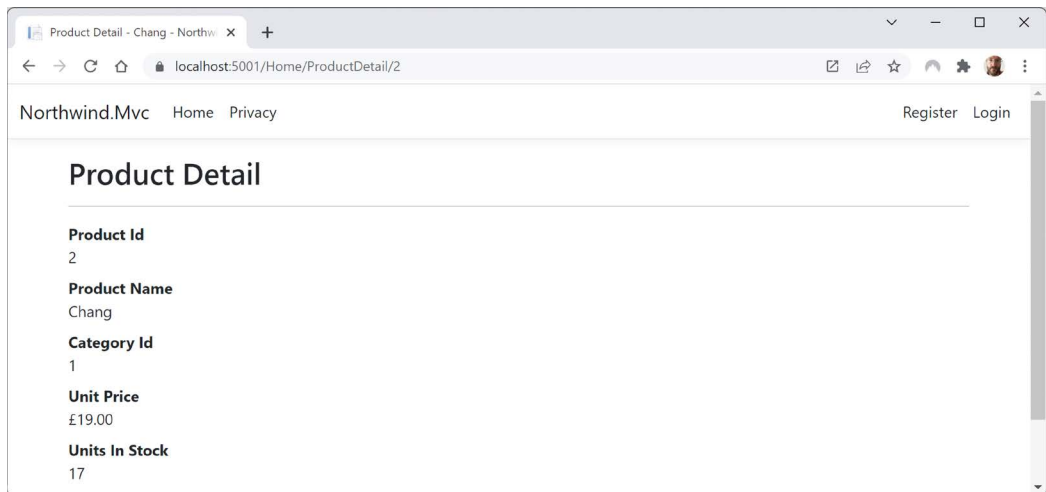 Product Detail - Chang - Northwi
localhost:5001/Home/ProductDetail/2
Northwind.Mvc Home Privacy Register Login
Product Detail
Product Id
2
Product Name
Chang
Category Id
1
Unit Price
£19.00
Units In Stock
17